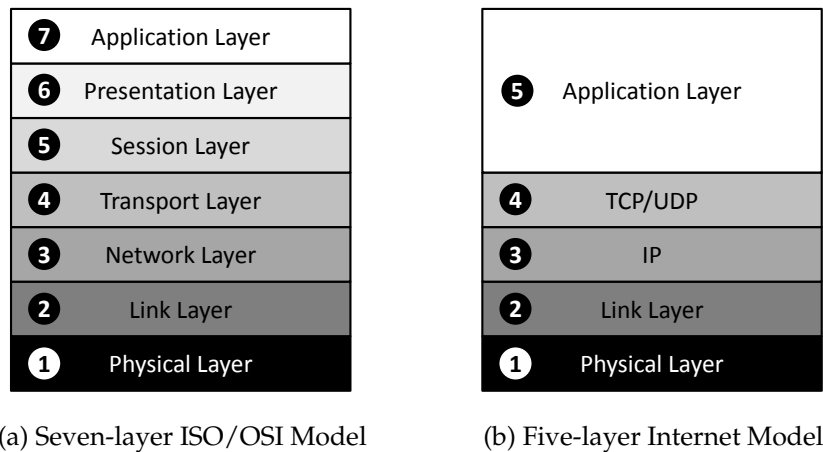 7 Application Layer
6 Presentation Layer
5 Session Layer
4 Transport Layer
3 Network Layer
2 Link Layer
1 Physical Layer
(a) Seven-layer ISO/OSI Model
5 Application Layer
4 TCP/UDP
3 IP
2 Link Layer
1 Physical Layer
(b) Five-layer Internet Model